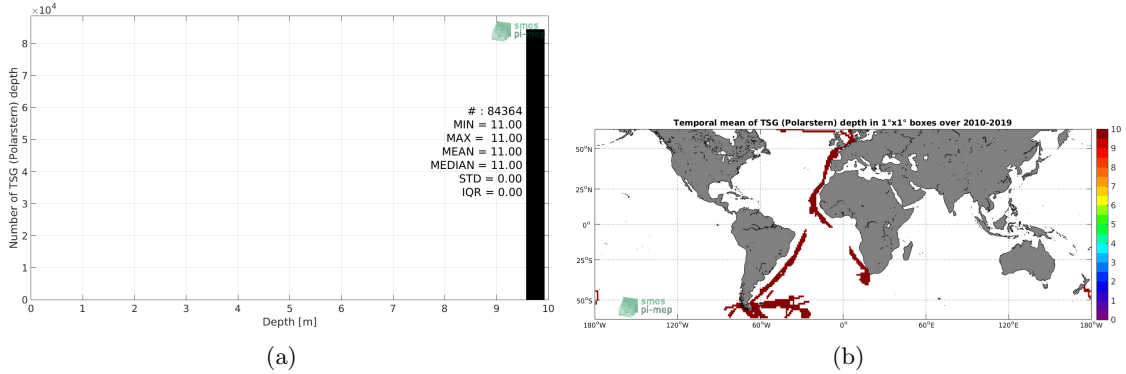 ×10⁴
smos
pi-mep
8
7
6
5
4
3
2
1
0
Number of TSG (Polarstern) depth
# : 84364
MIN = 11.00
MAX = 11.00
MEAN = 11.00
MEDIAN = 11.00
STD = 0.00
IQR = 0.00
0 1 2 3 4 5 6 7 8 9 10
Depth [m]
(a)
Temporal mean of TSG (Polarstern) depth in 1°x1° boxes over 2010-2019
50°N
25°N
0°
25°S
50°S
smos
pi-mep
180°W 120°W 60°W 0° 60°E 120°E 180°W
10
9
8
7
6
5
4
3
2
1
0
(b)